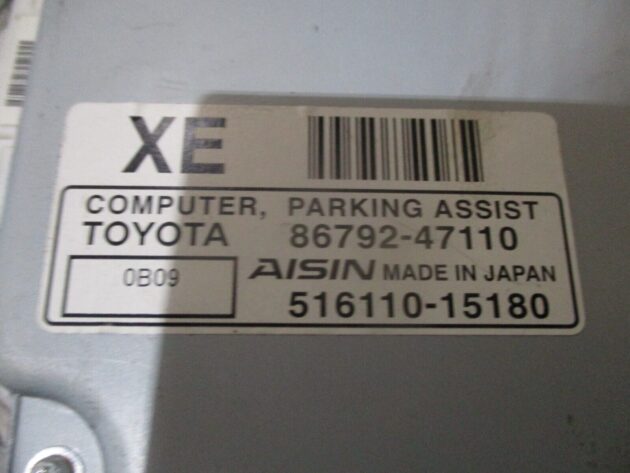 XE
COMPUTER, PARKING ASSIST
TOYOTA 86792-47110
0B09 AISIN MADE IN JAPAN
516110-15180